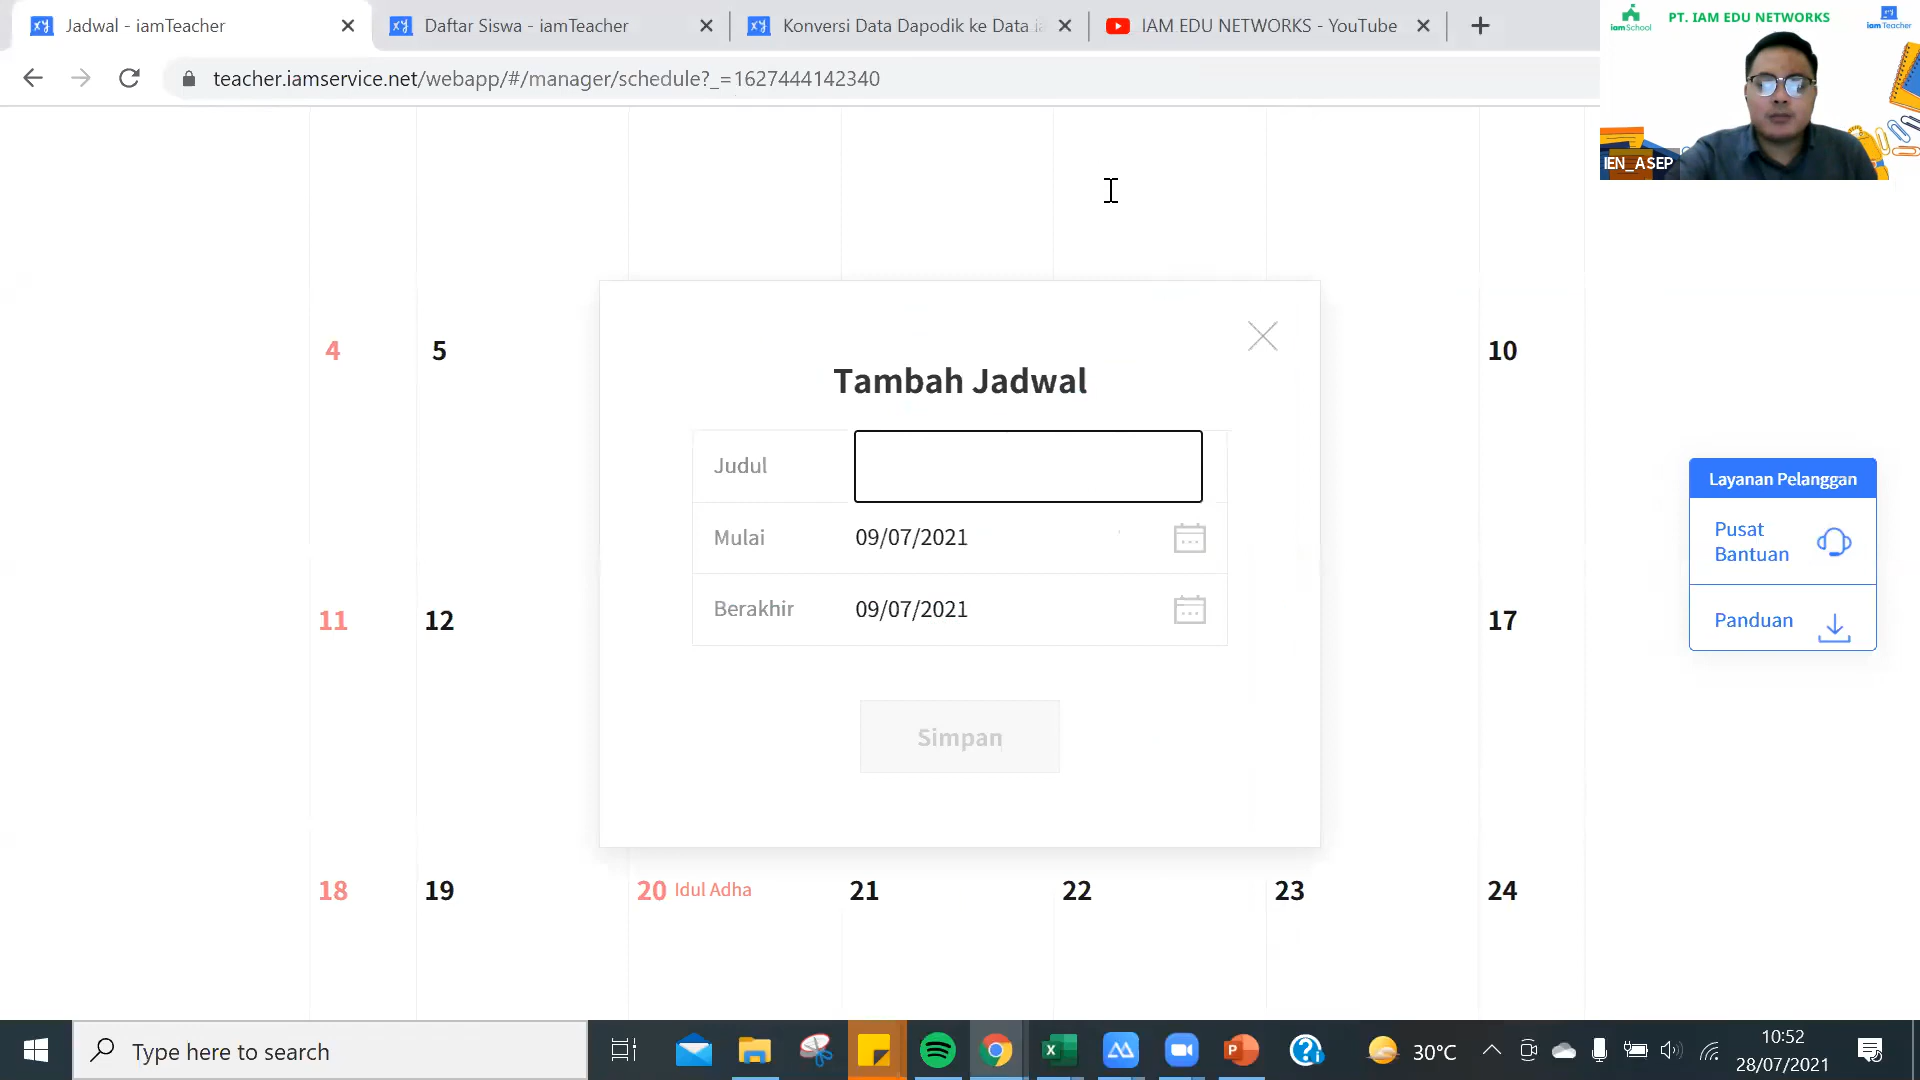 Jadwal - iamTeacher
Daftar Siswa - iamTeacher
Konversi Data Dapodik ke Data
IAM EDU NETWORKS - YouTube
teacher.iamservice.net/webapp/#/manager/schedule?_=1627444142340
iamSchool
PT. IAM EDU NETWORKS
iam Teacher
IEN_ASEP
4
5
10
Tambah Jadwal
Judul
Mulai
09/07/2021
Berakhir
09/07/2021
Simpan
11
12
17
Layanan Pelanggan
Pusat
Bantuan
Panduan
18
19
20 Idul Adha
21
22
23
24
Type here to search
30°C
10:52
28/07/2021